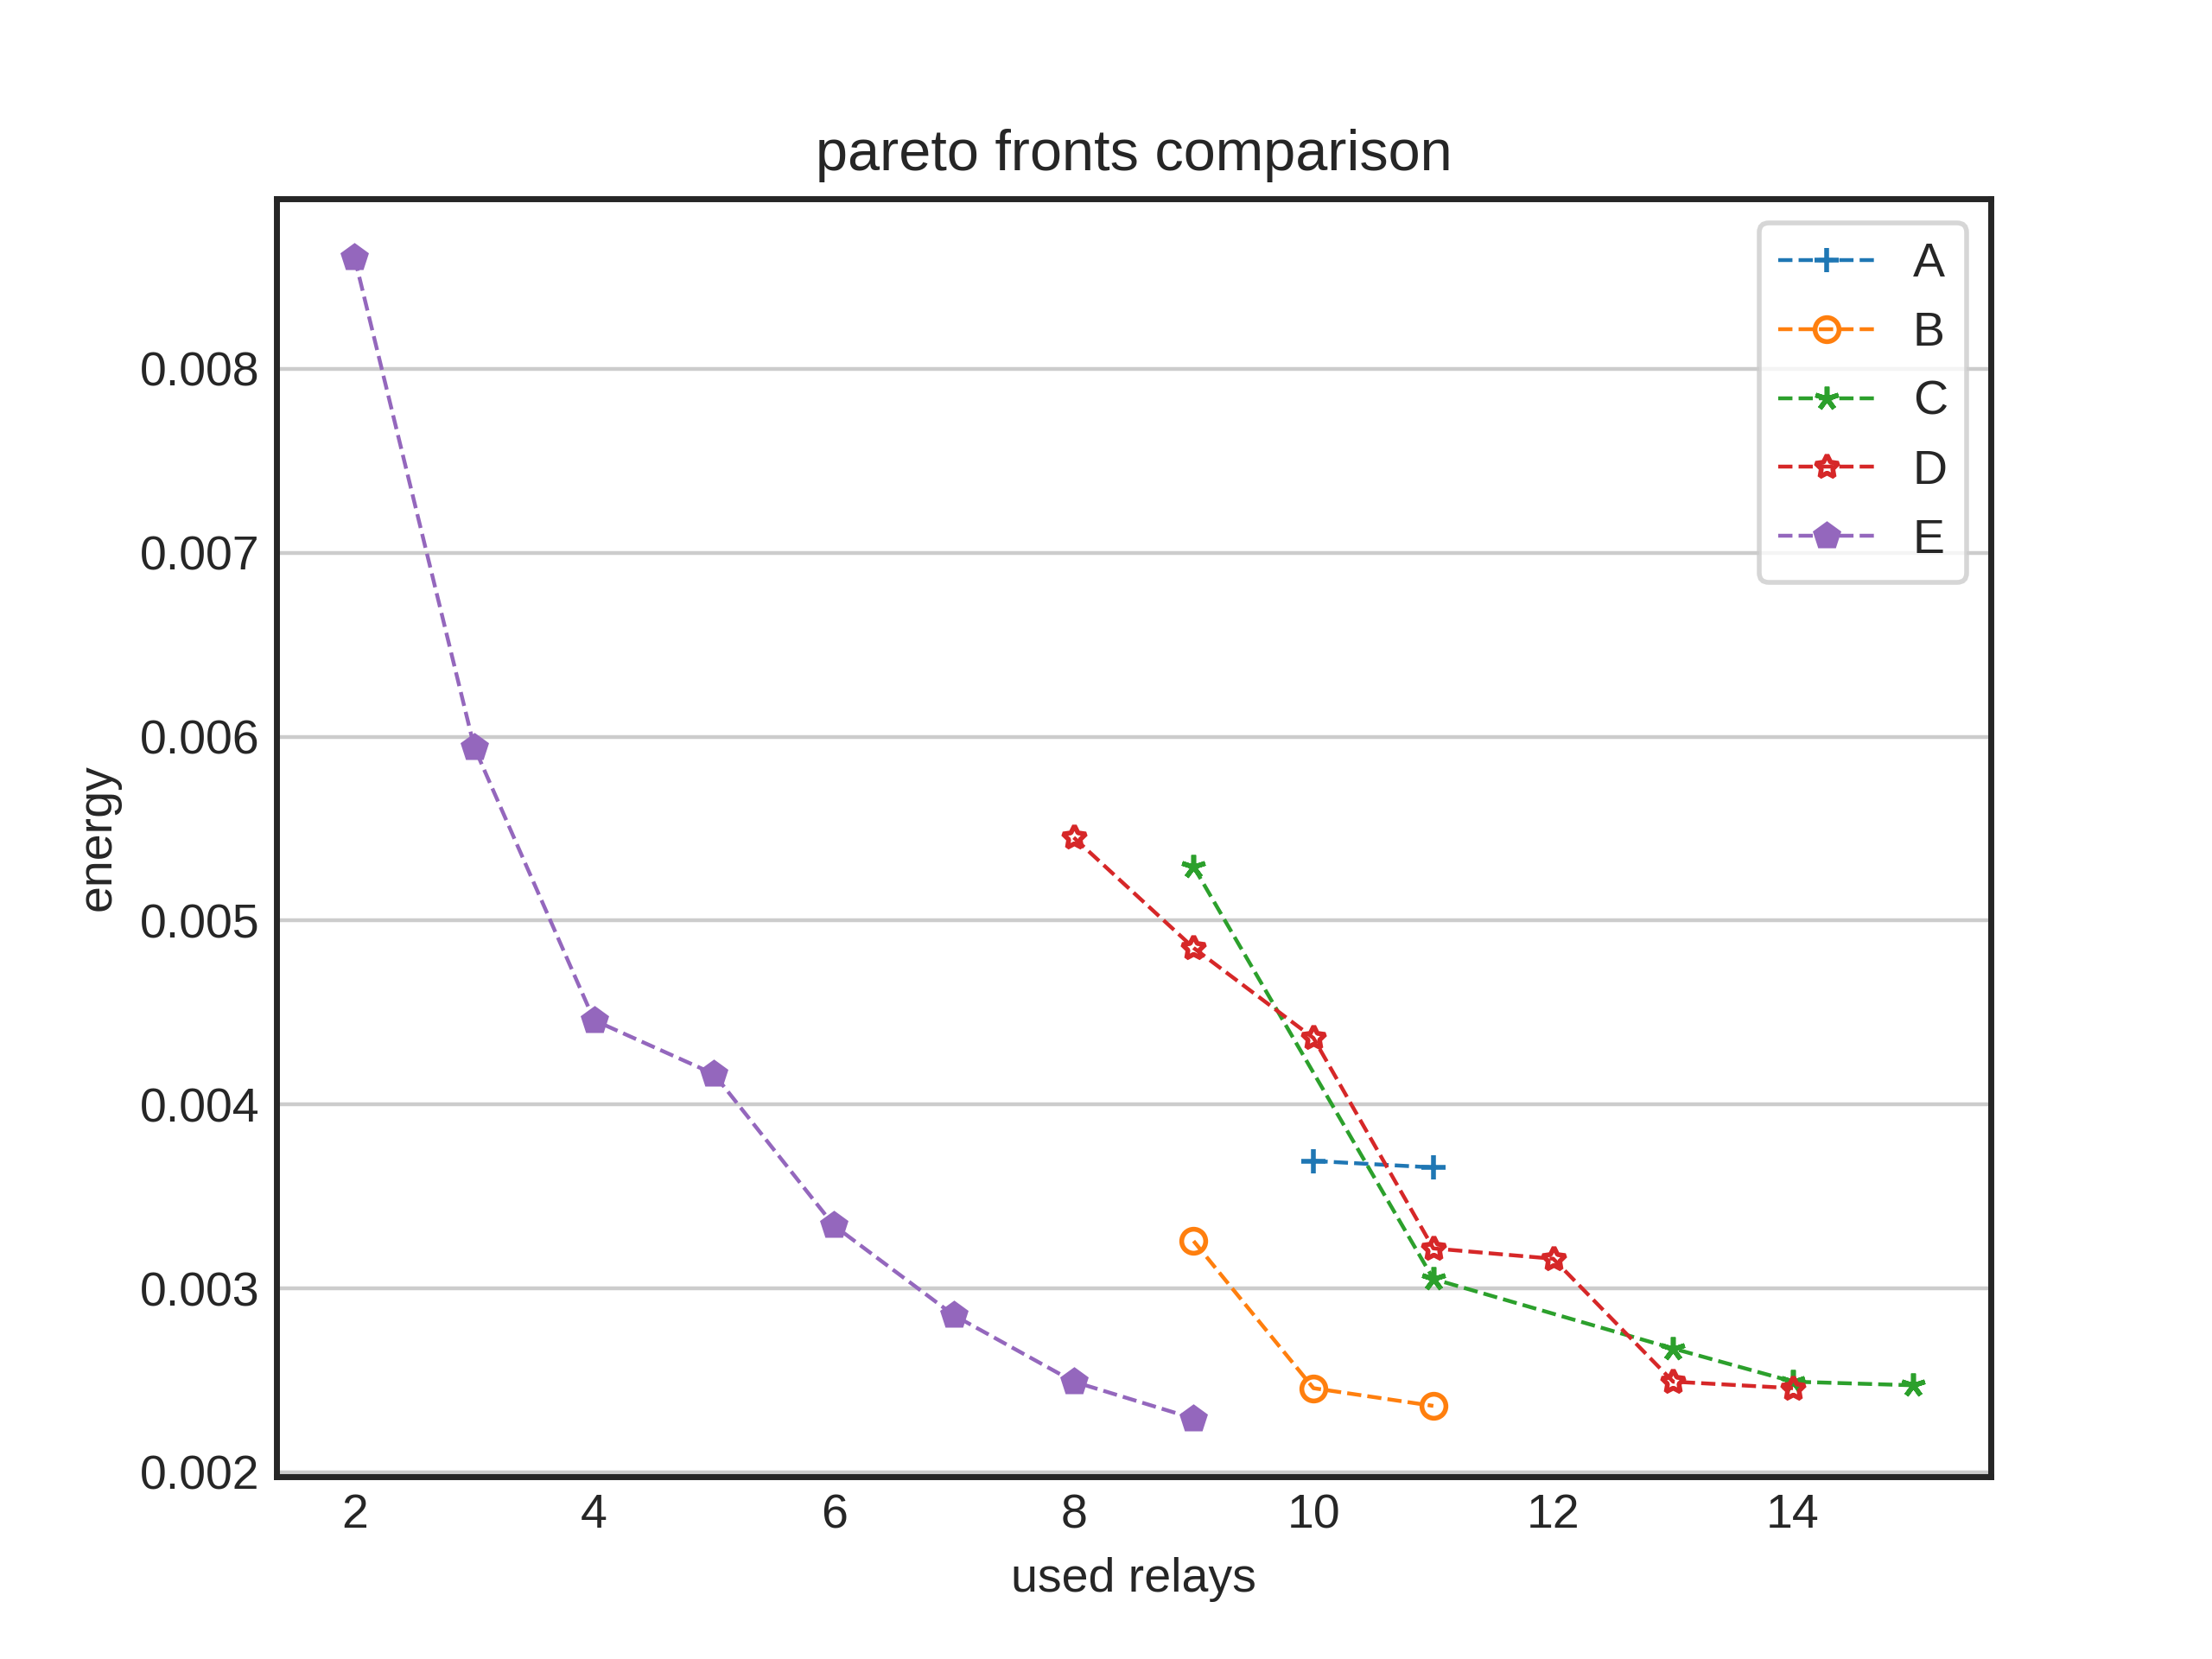 pareto fronts comparison
A
B
C
D
E
0.008
0.007
0.006
0.005
0.004
0.003
0.002
energy
2 4 6 8 10 12 14
used relays